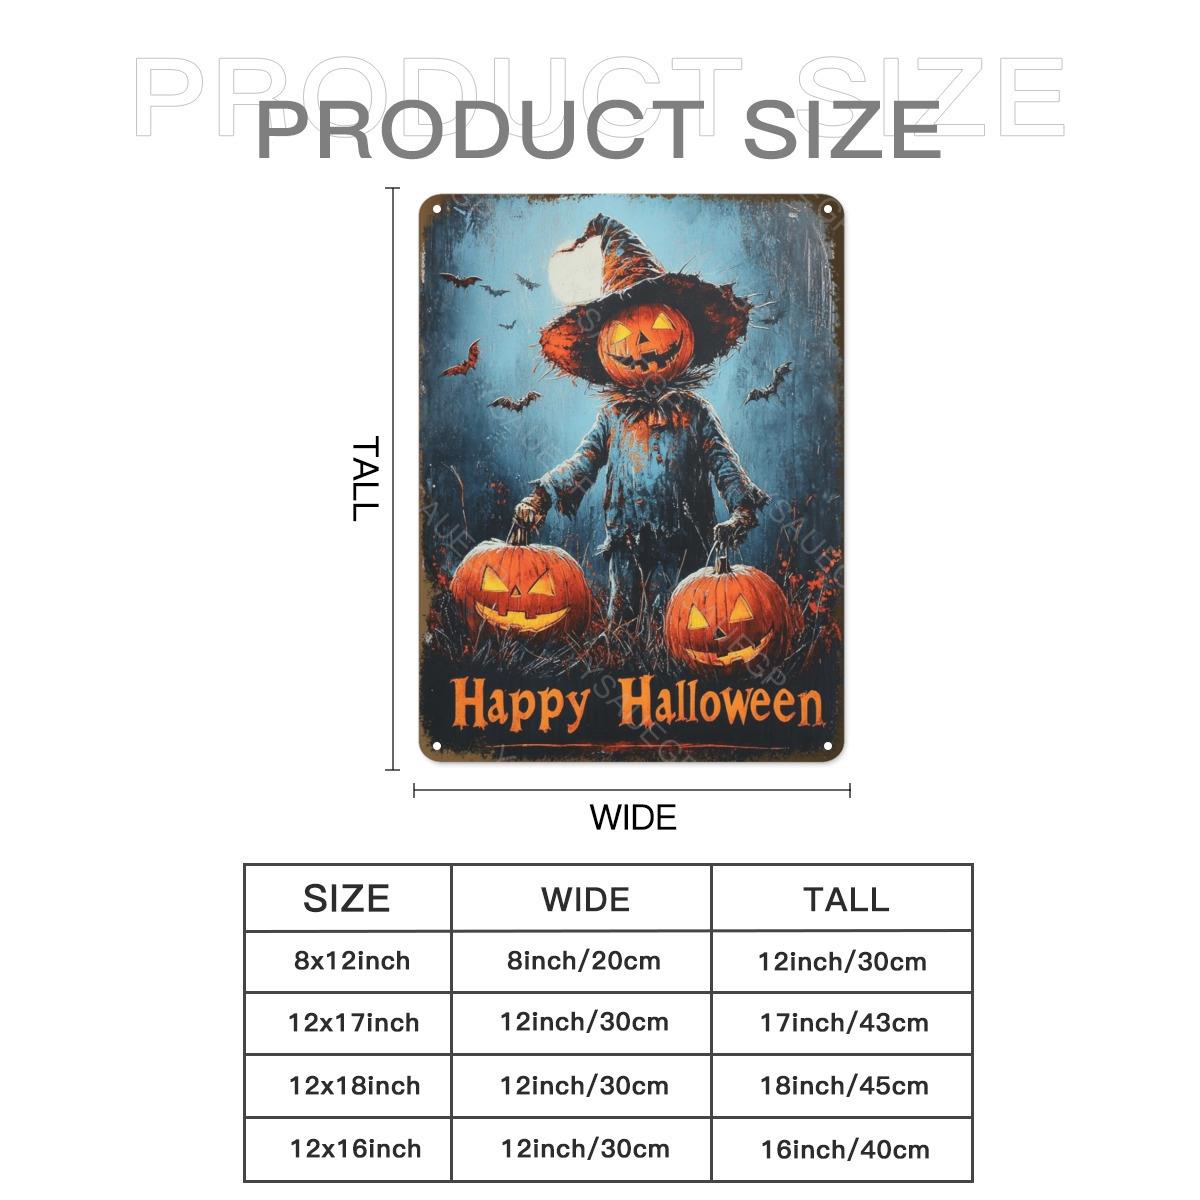 PRODUCT SIZE
PRODUCT SIZE
TALL
Happy Halloween
WIDE
SIZE WIDE TALL
8x12inch 8inch/20cm 12inch/30cm
12x17inch 12inch/30cm 17inch/43cm
12x18inch 12inch/30cm 18inch/45cm
12x16inch 12inch/30cm 16inch/40cm